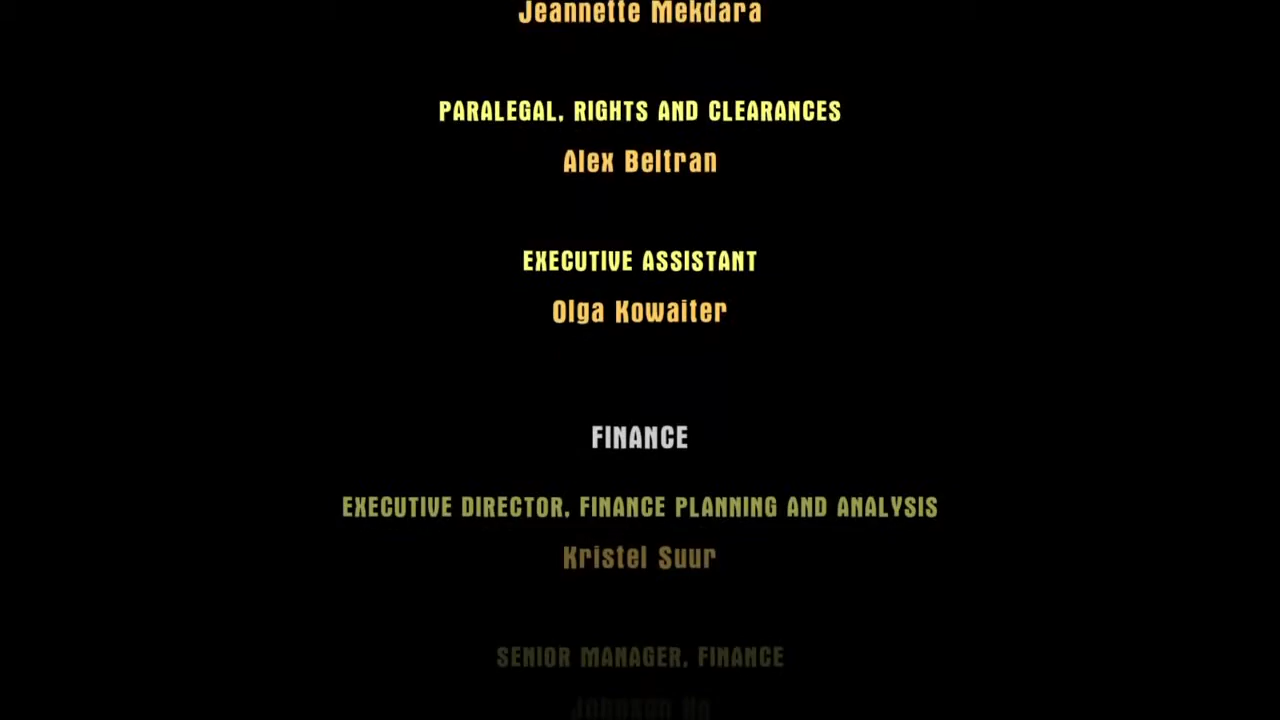 Jeannette Mekdara
PARALEGAL, RIGHTS AND CLEARANCES
Alex Beltran
EXECUTIVE ASSISTANT
Olga Kowaiter
FINANCE
EXECUTIVE DIRECTOR, FINANCE PLANNING AND ANALYSIS
Kristel Suur
SENIOR MANAGER, FINANCE